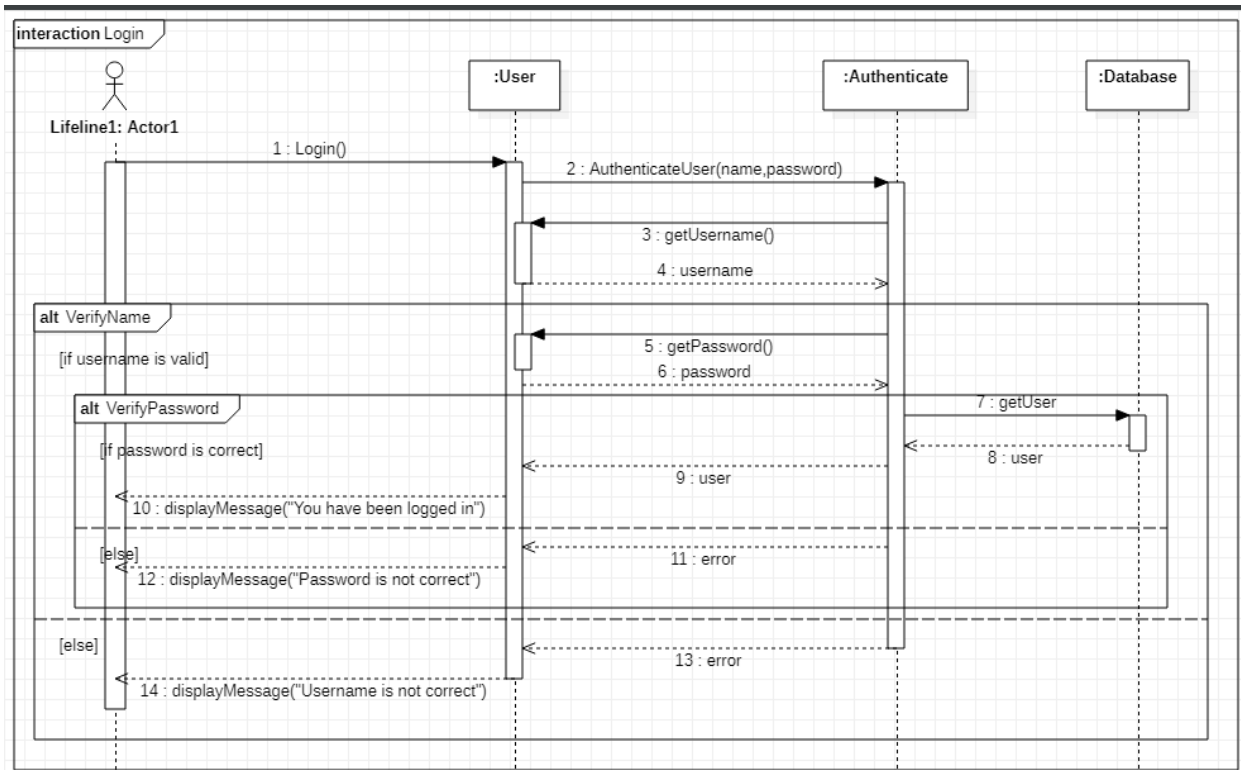 interaction Login
:User
:Authenticate
:Database
Lifeline1: Actor1
1 : Login()
2 : AuthenticateUser(name,password)
3 : getUsername()
4 : username
alt VerifyName
[if username is valid]
5 : getPassword()
6 : password
alt VerifyPassword
7 : getUser
[if password is correct]
8 : user
9 : user
10 : displayMessage("You have been logged in")
[else]
11 : error
12 : displayMessage("Password is not correct")
[else]
13 : error
14 : displayMessage("Username is not correct")